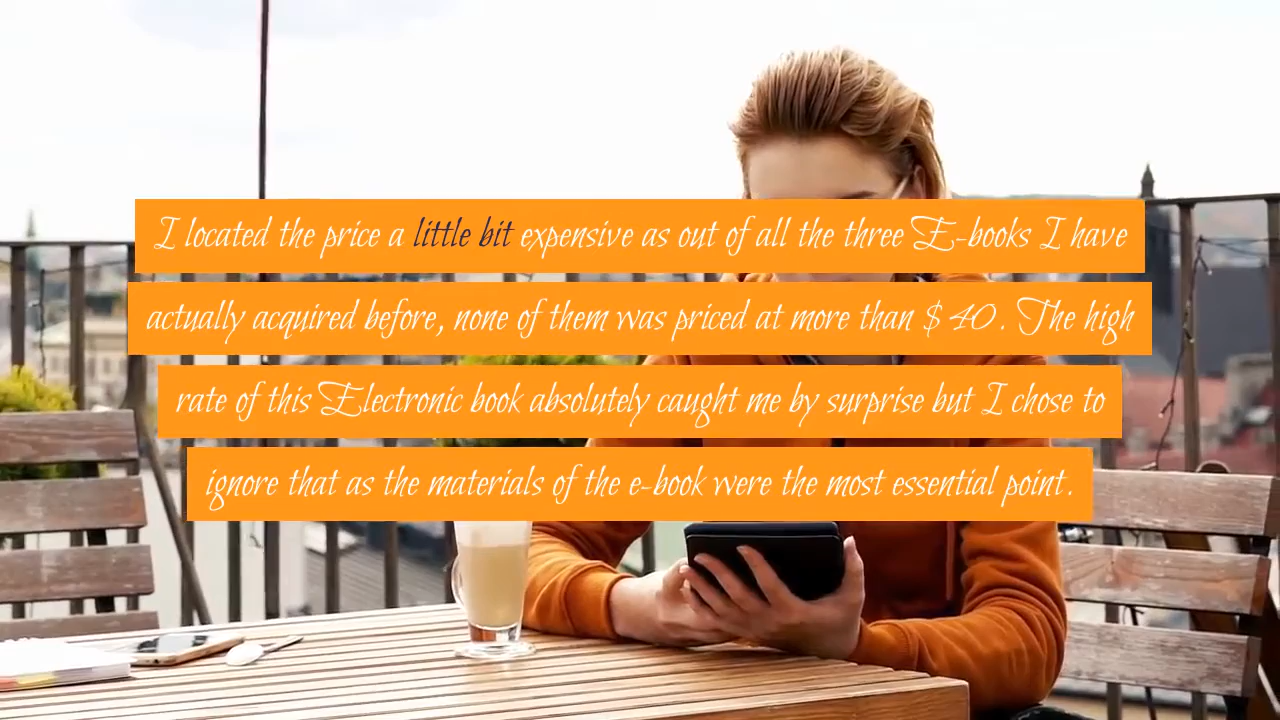 I located the price a little bit expensive as out of all the three E-books I have
actually acquired before, none of them was priced at more than $ 40. The high
rate of this Electronic book absolutely caught me by surprise but I chose to
ignore that as the materials of the e-book were the most essential point.